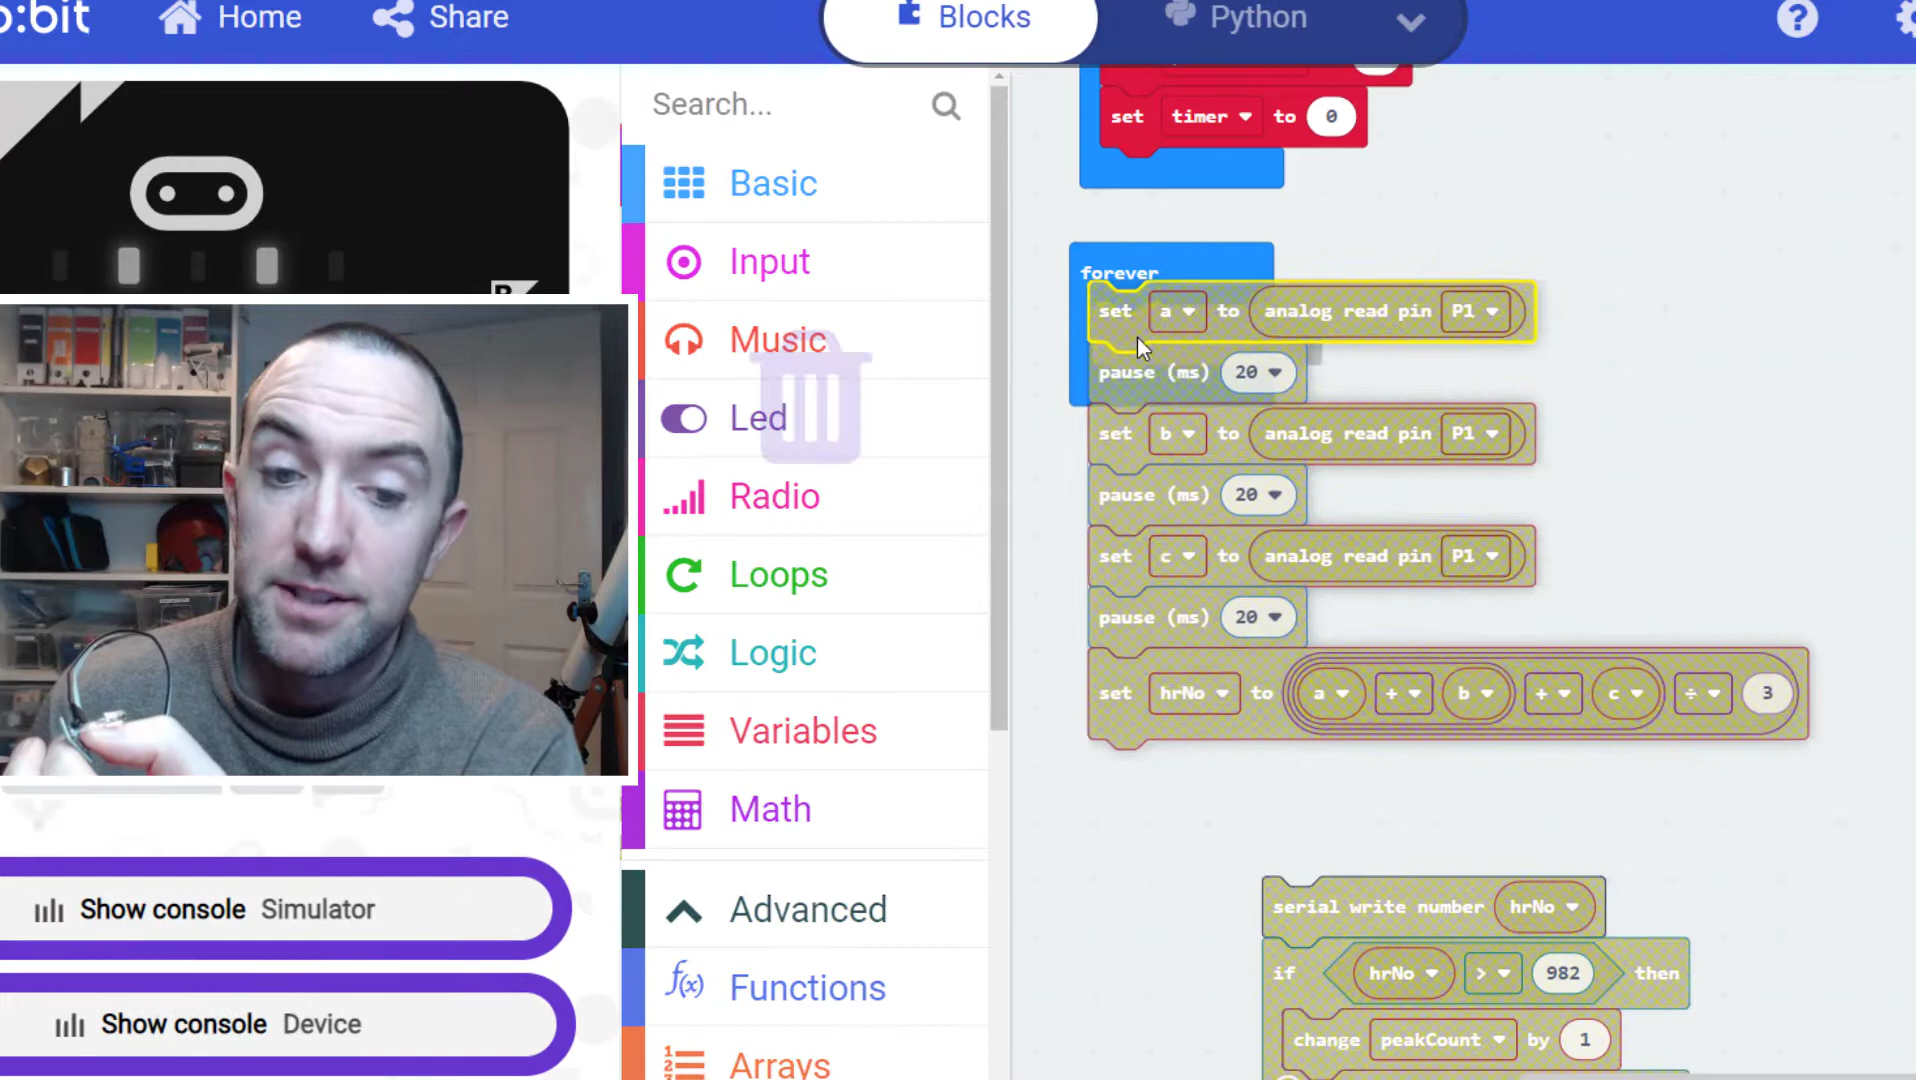 o:bit
Home
Share
Blocks
Python
Search...
Basic
Input
Music
Led
Radio
Loops
Logic
Variables
Math
Advanced
Functions
Arrays
Show console Simulator
Show console Device
set timer to 0
forever
set a to analog read pin P1
pause (ms) 20
set b to analog read pin P1
pause (ms) 20
set c to analog read pin P1
pause (ms) 20
set hrNo to a + b + c ÷ 3
serial write number hrNo
if hrNo > 982 then
change peakCount by 1